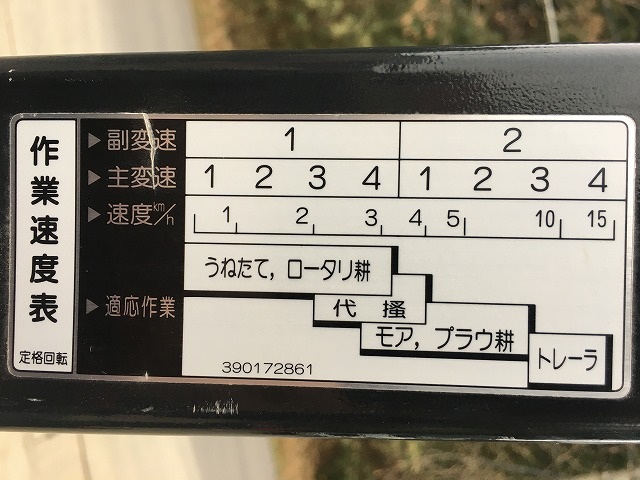 作業速度表
定格回転
▶副変速 1 2
▶主変速 1 2 3 4 1 2 3 4
▶速度km/h 1 2 3 4 5 10 15
▶適応作業
うねたて,ロータリ耕
代掻
モア,プラウ耕
トレーラ
390172861